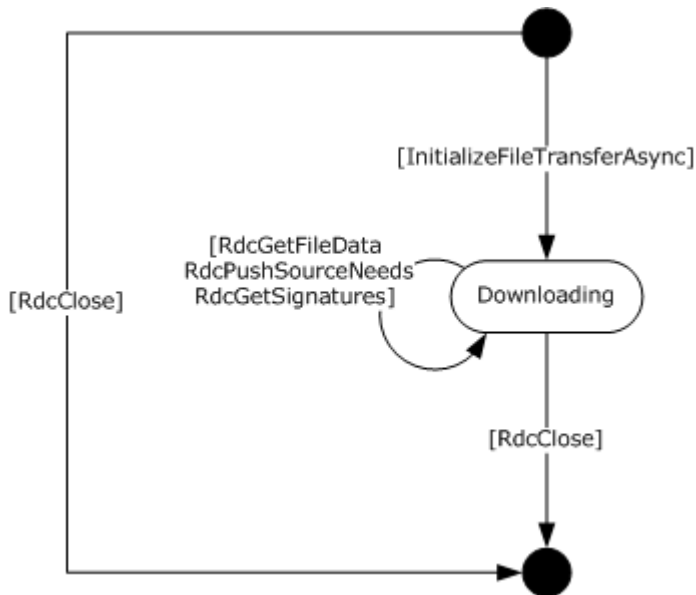 [InitializeFileTransferAsync]
[RdcGetFileData
RdcPushSourceNeeds
RdcGetSignatures]
Downloading
[RdcClose]
[RdcClose]